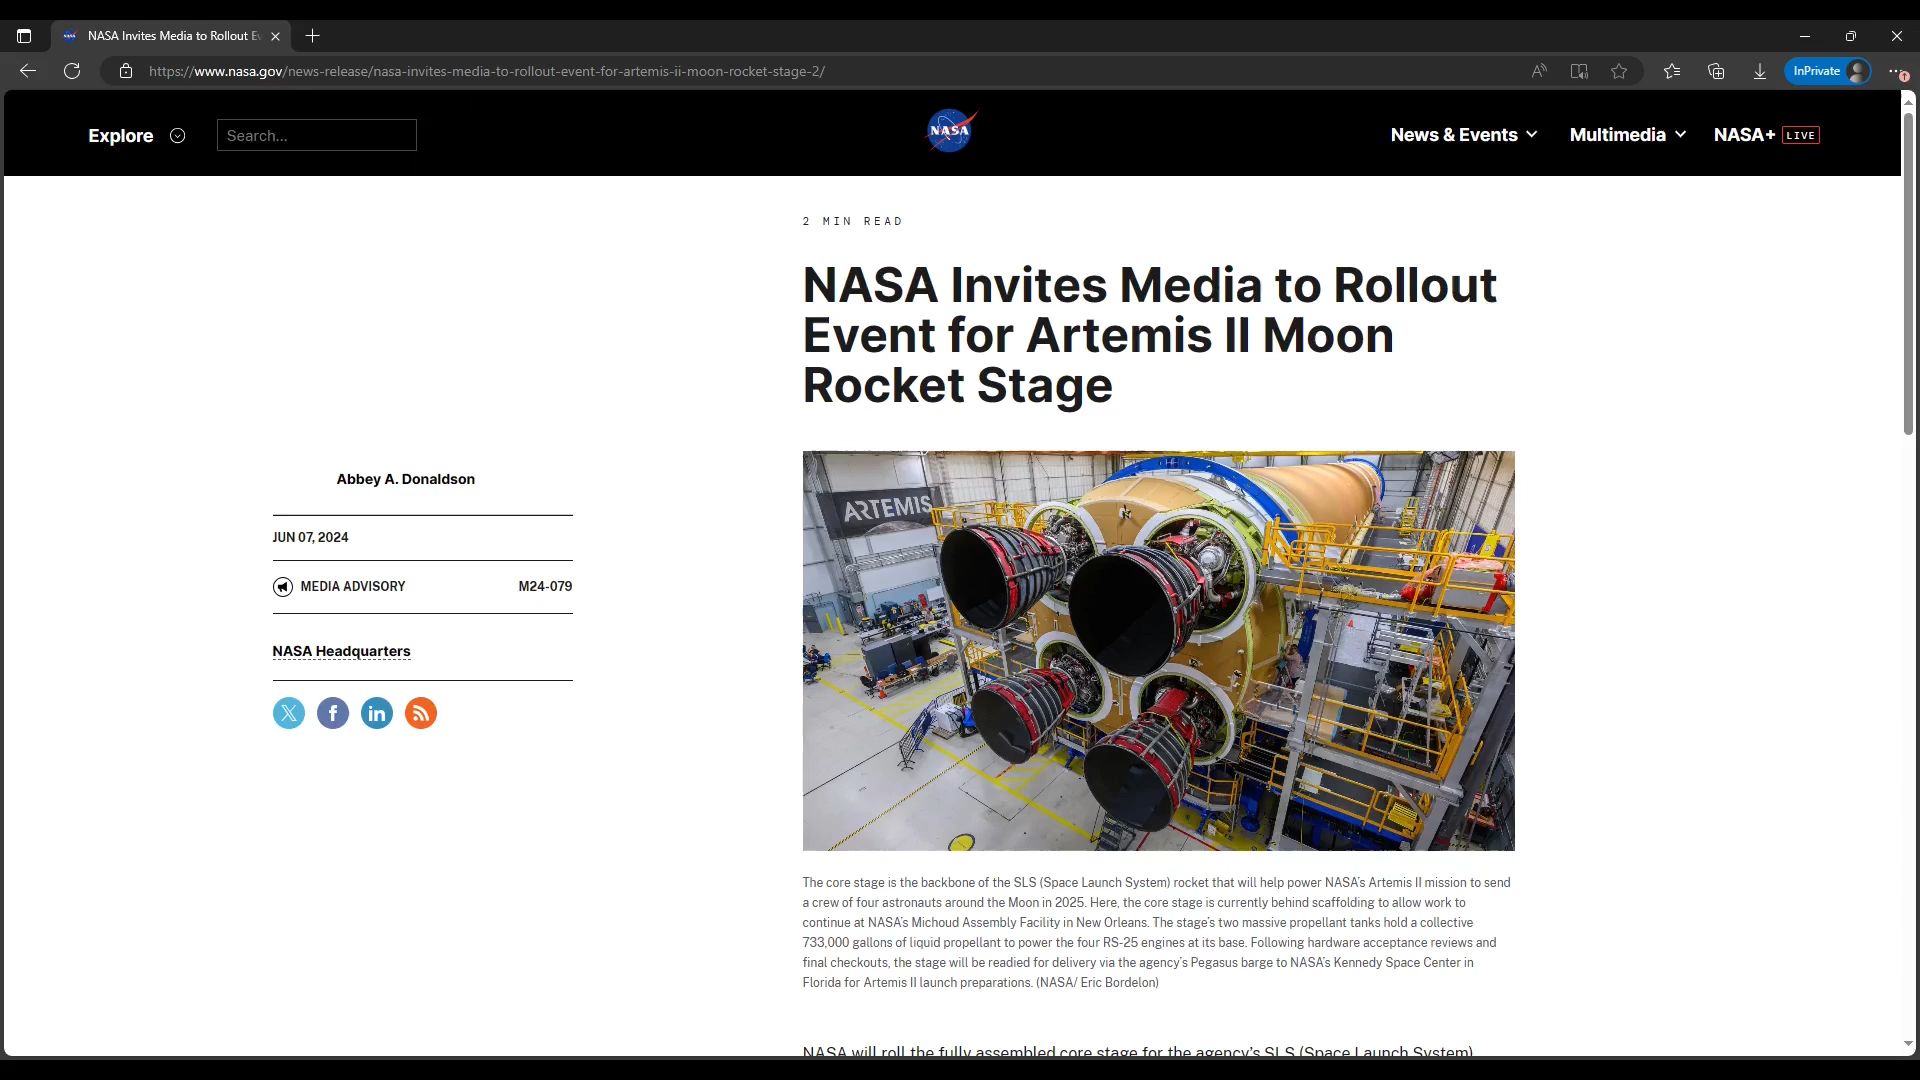 NASA Invites Media to Rollout Ev
https://www.nasa.gov/news-release/nasa-invites-media-to-rollout-event-for-artemis-ii-moon-rocket-stage-2/
InPrivate
Explore
Search...
NASA
News & Events
Multimedia
NASA+ LIVE
2 MIN READ
NASA Invites Media to Rollout
Event for Artemis II Moon
Rocket Stage
Abbey A. Donaldson
JUN 07, 2024
MEDIA ADVISORY
M24-079
NASA Headquarters
ARTEMIS
The core stage is the backbone of the SLS (Space Launch System) rocket that will help power NASA's Artemis II mission to send
a crew of four astronauts around the Moon in 2025. Here, the core stage is currently behind scaffolding to allow work to
continue at NASA's Michoud Assembly Facility in New Orleans. The stage's two massive propellant tanks hold a collective
733,000 gallons of liquid propellant to power the four RS-25 engines at its base. Following hardware acceptance reviews and
final checkouts, the stage will be readied for delivery via the agency's Pegasus barge to NASA's Kennedy Space Center in
Florida for Artemis II launch preparations. (NASA/ Eric Bordelon)
NASA will roll the fully assembled core stage for the agency's SLS (Space Launch System)